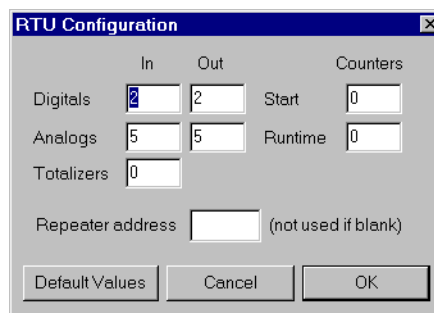 RTU Configuration
In Out Counters
Digitals 2 2 Start 0
Analogs 5 5 Runtime 0
Totalizers 0
Repeater address (not used if blank)
Default Values Cancel OK